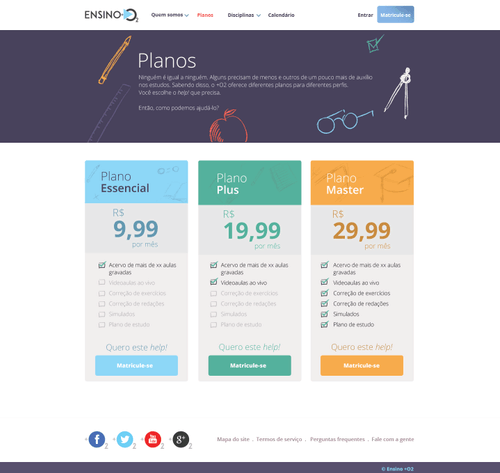 ENSINO+O2
Quem somos Planos Disciplinas Calendário Entrar Matricule-se
Planos
Ninguém é igual a ninguém. Alguns precisam de menos e outros de um pouco mais de auxílio
nos estudos. Sabendo disso, o +O2 oferece diferentes planos para diferentes perfis.
Você escolhe o help! que precisa.
Então, como podemos ajudá-lo?
Plano
Essencial
R$
9,99
por mês
Acervo de mais de xx aulas
gravadas
Videoaulas ao vivo
Correção de exercícios
Correção de redações
Simulados
Plano de estudo
Quero este help!
Matricule-se
Plano
Plus
R$
19,99
por mês
Acervo de mais de xx aulas
gravadas
Videoaulas ao vivo
Correção de exercícios
Correção de redações
Simulados
Plano de estudo
Quero este help!
Matricule-se
Plano
Master
R$
29,99
por mês
Acervo de mais de xx aulas
gravadas
Videoaulas ao vivo
Correção de exercícios
Correção de redações
Simulados
Plano de estudo
Quero este help!
Matricule-se
+ f 2 + 2 + You Tube 2 + g+ 2
Mapa do site . Termos de serviço . Perguntas frequentes . Fale com a gente
© Ensino +O2